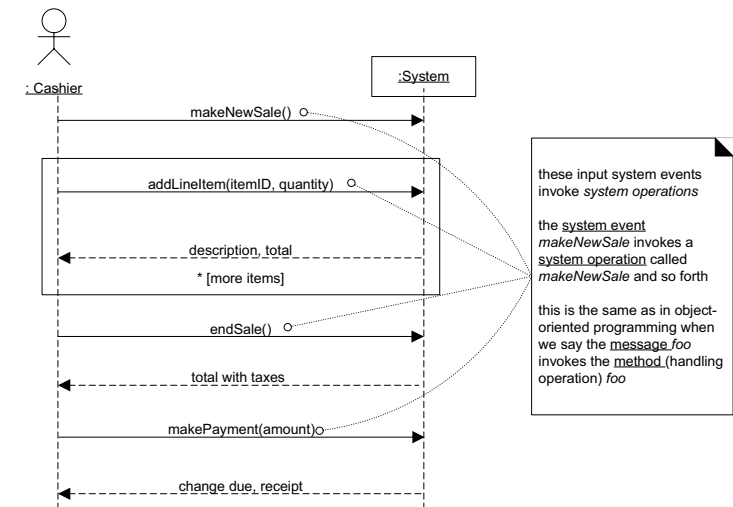 : Cashier
:System
makeNewSale()
addLineItem(itemID, quantity)
description, total
* [more items]
endSale()
total with taxes
makePayment(amount)
change due, receipt
these input system events
invoke system operations
the system event
makeNewSale invokes a
system operation called
makeNewSale and so forth
this is the same as in object-
oriented programming when
we say the message foo
invokes the method (handling
operation) foo